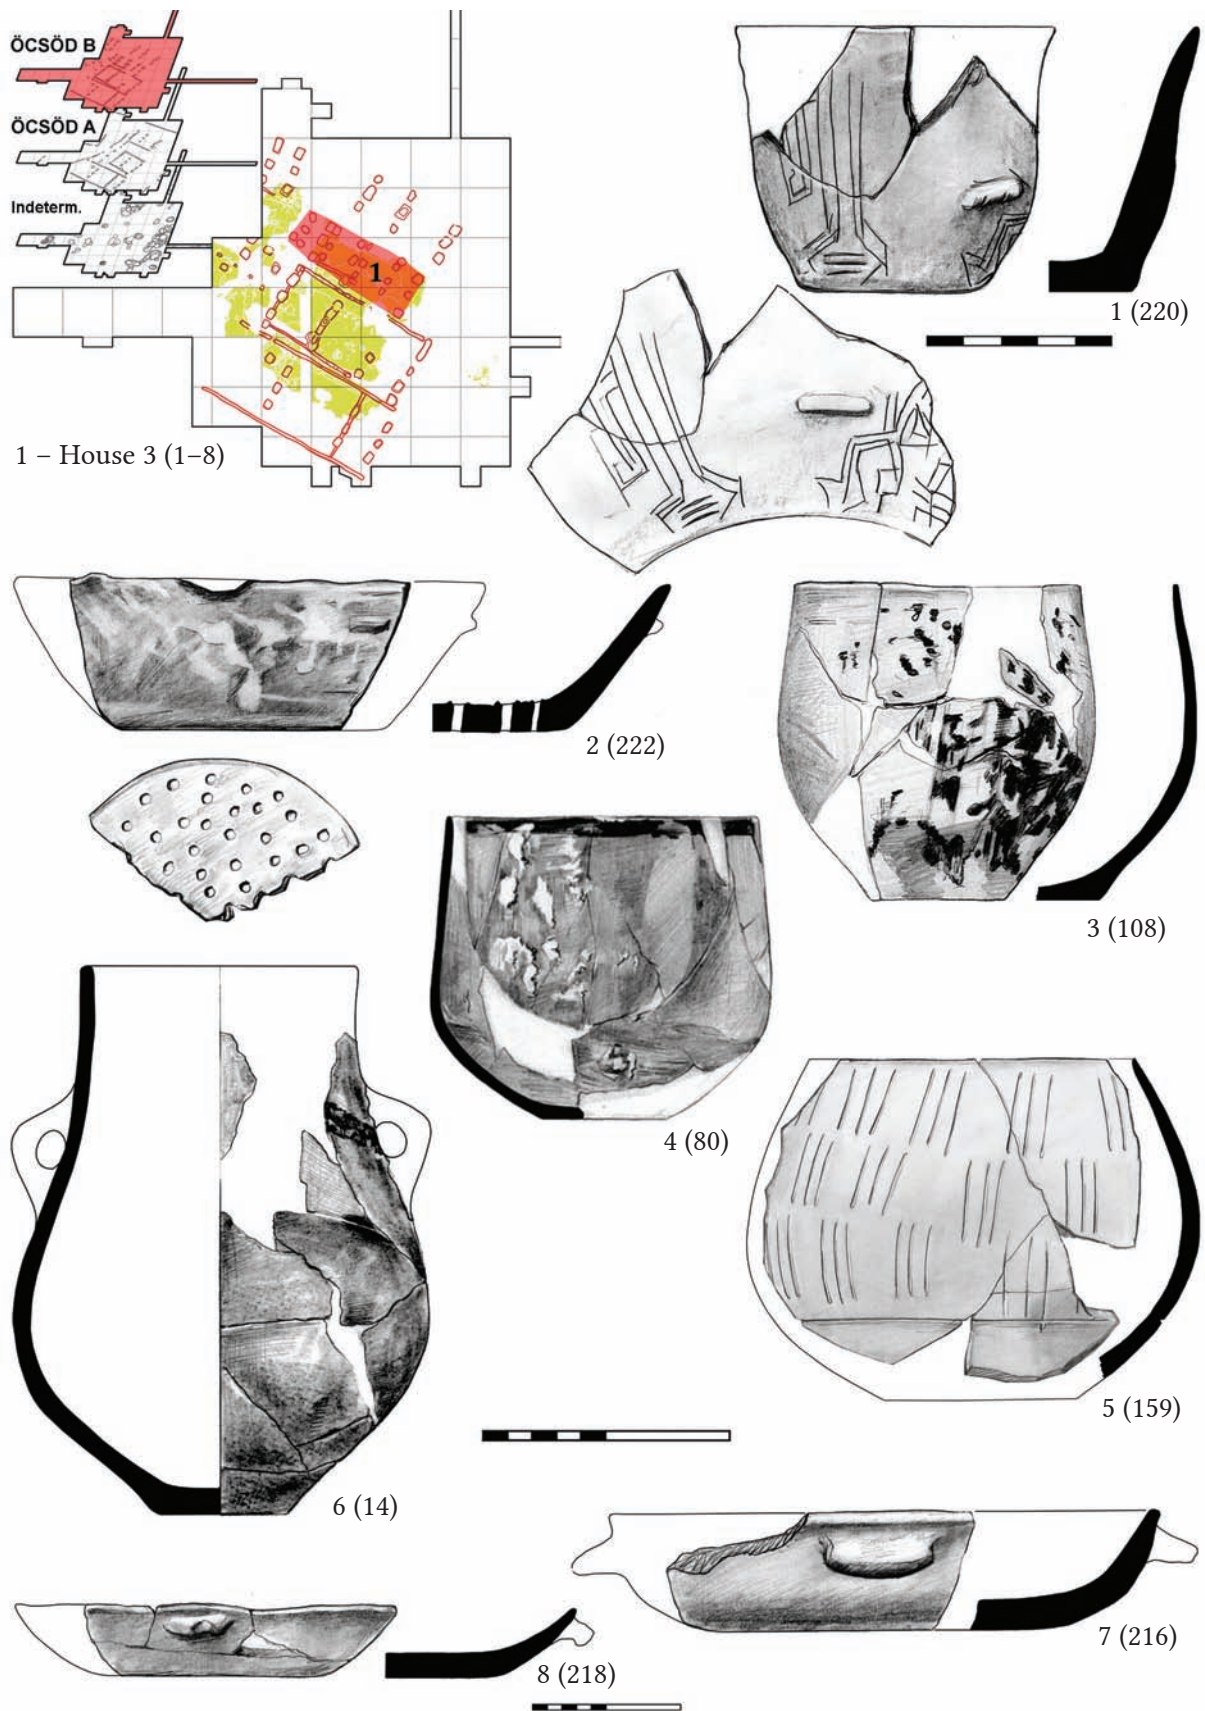 ÖCSÖD B
ÖCSÖD A
Indeterm.
1
1 – House 3 (1–8)
1 (220)
2 (222)
3 (108)
4 (80)
5 (159)
6 (14)
7 (216)
8 (218)